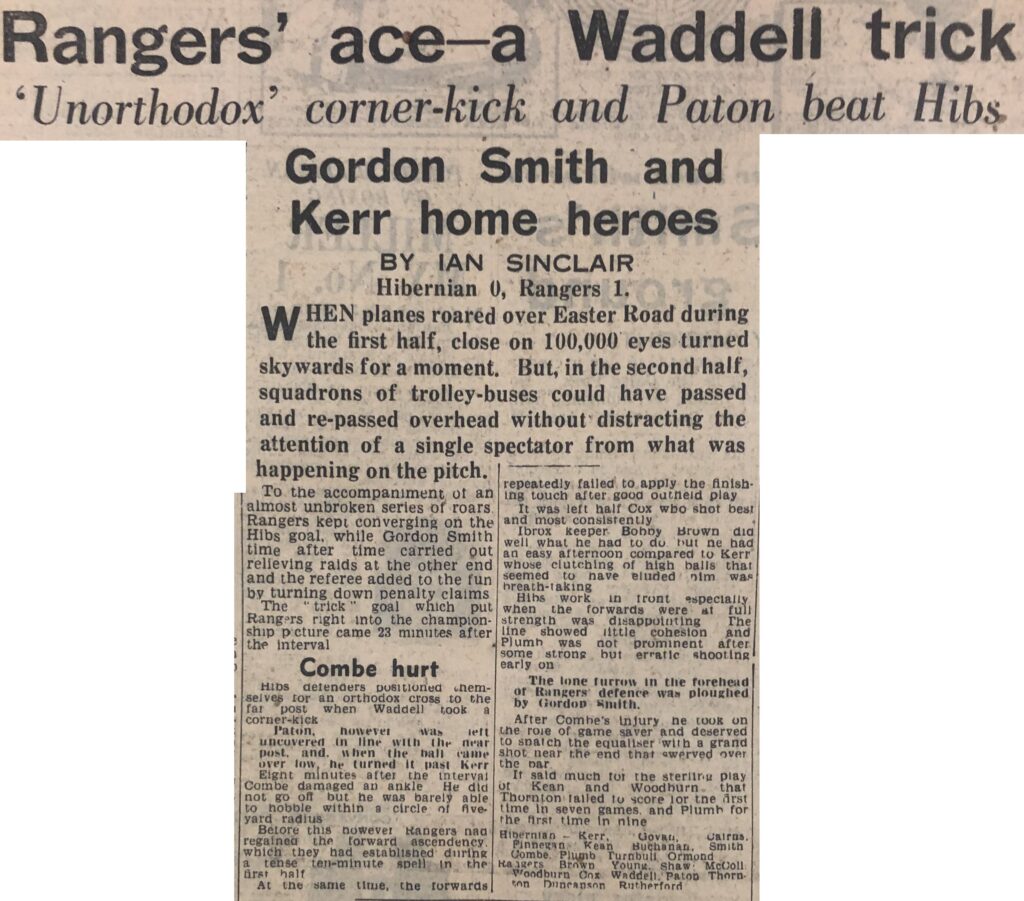 Rangers' ace—a Waddell trick
'Unorthodox' corner-kick and Paton beat Hibs
Gordon Smith and
Kerr home heroes
BY IAN SINCLAIR
Hibernian 0, Rangers 1.
WHEN planes roared over Easter Road during
the first half, close on 100,000 eyes turned
skywards for a moment. But, in the second half,
squadrons of trolley-buses could have passed
and re-passed overhead without distracting the
attention of a single spectator from what was
happening on the pitch.
To the accompaniment of an
almost unbroken series of roars,
Rangers kept converging on the
Hibs goal, while Gordon Smith
time after time carried out
relieving raids at the other end
and the referee added to the fun
by turning down penalty claims
The "trick" goal which put
Rangers right into the champion-
ship picture came 23 minutes after
the interval
Combe hurt
Hibs defenders positioned them-
selves for an orthodox cross to the
far post when Waddell took a
corner-kick
Paton, however was left
uncovered in line with the near
post, and, when the ball came
over low, he turned it past Kerr
Eight minutes after the interval
Combe damaged an ankle He did
not go off but he was barely able
to hobble within a circle of five-
yard radius
Before this however Rangers had
regained the forward ascendency,
which they had established during
a tense ten-minute spell in the
first half
At the same time, the forwards
repeatedly failed to apply the finish-
ing touch after good outfield play
It was left half Cox who shot best
and most consistently
Ibrox keeper Bobby Brown did
well what he had to do but he had
an easy afternoon compared to Kerr
whose clutching of high balls that
seemed to have eluded him was
breath-taking
Hibs work in front especially
when the forwards were at full
strength was disappointing The
line showed little cohesion and
Plumb was not prominent after
some strong but erratic shooting
early on
The lone furrow in the forehead
of Rangers' defence was ploughed
by Gordon Smith.
After Combe's injury he took on
the role of game saver and deserved
to snatch the equaliser with a grand
shot near the end that swerved over
the bar
It said much for the sterling play
of Kean and Woodburn that
Thornton failed to score for the first
time in seven games, and Plumb for
the first time in nine
Hibernian – Kerr, Govan, Cairns,
Finnegan Kean Buchanan, Smith
Combe Plumb Turnbull Ormond
Rangers Brown Young, Shaw McColl
Woodburn Cox Waddell, Paton Thorn-
ton Duncanson Rutherford